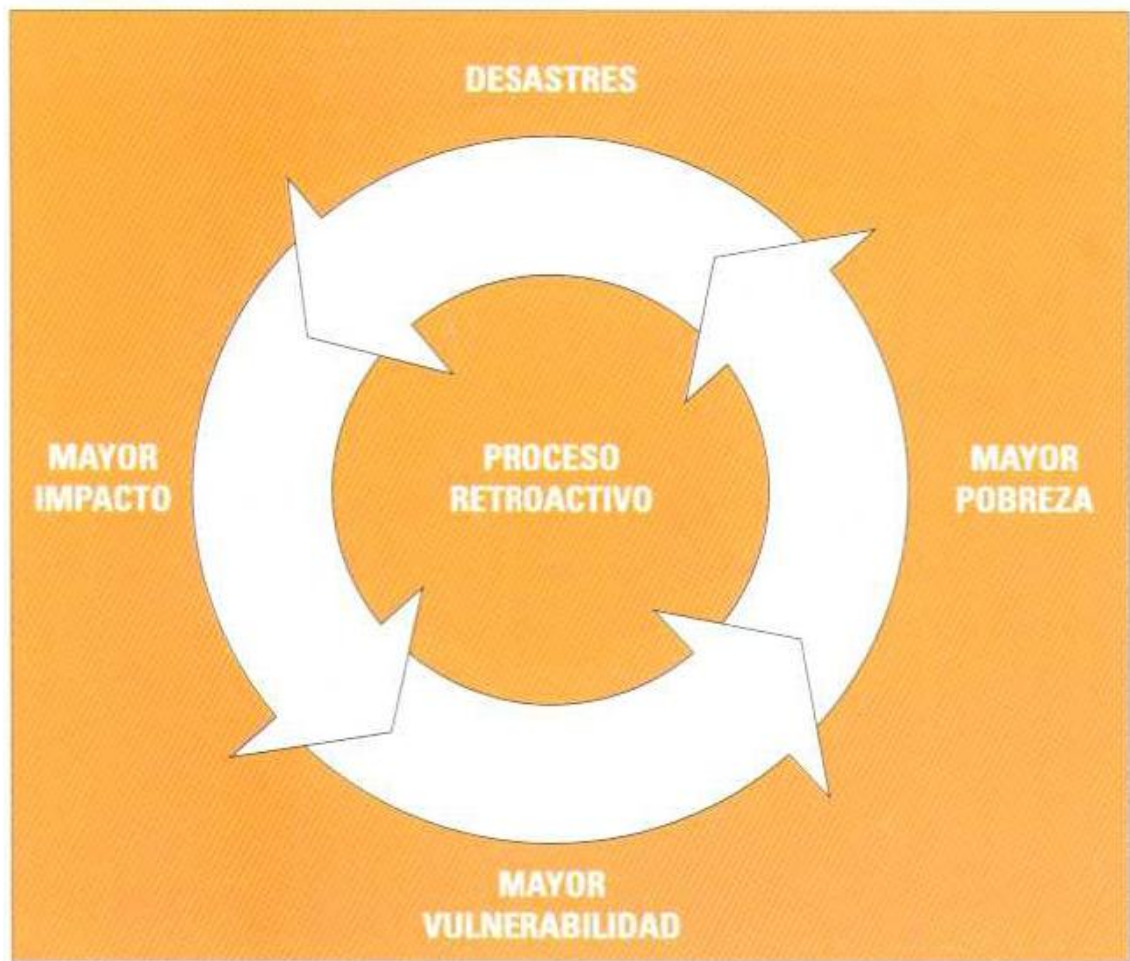 DESASTRES
MAYOR
IMPACTO
PROCESO
RETROACTIVO
MAYOR
POBREZA
MAYOR
VULNERABILIDAD